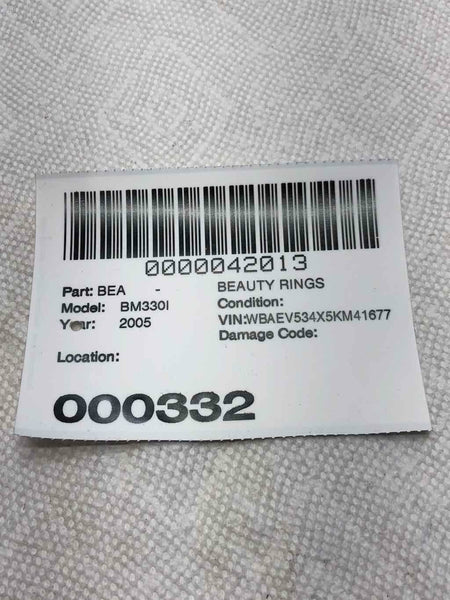 0000042013
Part: BEA - BEAUTY RINGS
Model: BM330I Condition:
Year: 2005 VIN:WBAEV534X5KM41677
Damage Code:
Location:
000332